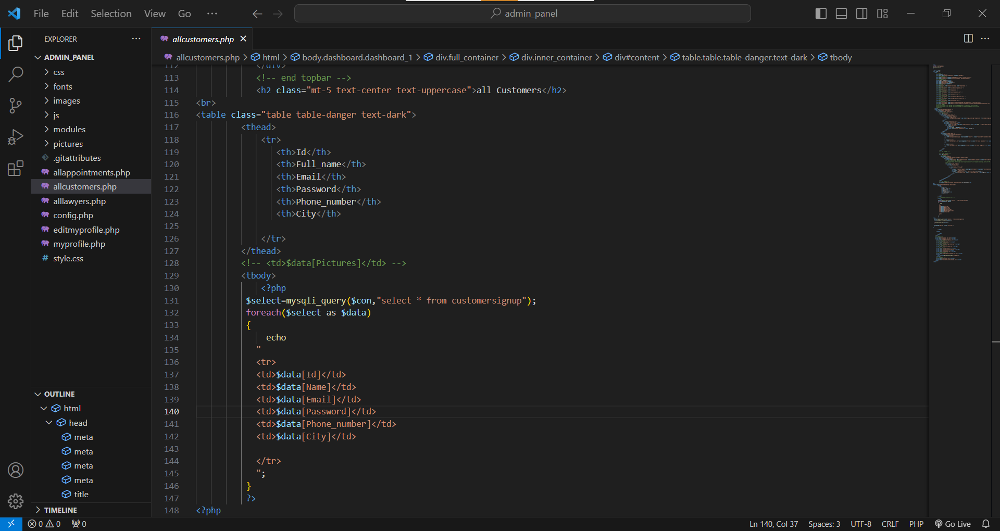 File Edit Selection View Go ··· admin_panel
EXPLORER ···
ADMIN_PANEL
css
fonts
images
js
modules
pictures
.gitattributes
allappointments.php
allcustomers.php
alllawyers.php
config.php
editmyprofile.php
myprofile.php
# style.css
OUTLINE
html
head
meta
meta
meta
meta
title
TIMELINE
allcustomers.php
allcustomers.php > html > body.dashboard.dashboard_1 > div.full_container > div.inner_container > div#content > table.table.table-danger.text-dark > tbody
112 </div>
113 <!-- end topbar -->
114 <h2 class="mt-5 text-center text-uppercase">all Customers</h2>
115 <br>
116 <table class="table table-danger text-dark">
117 <thead>
118 <tr>
119 <th>Id</th>
120 <th>Full_name</th>
121 <th>Email</th>
122 <th>Password</th>
123 <th>Phone_number</th>
124 <th>City</th>
125
126 </tr>
127 </thead>
128 <!-- <td>$data[Pictures]</td> -->
129 <tbody>
130 <?php
131 $select=mysqli_query($con,"select * from customersignup");
132 foreach($select as $data)
133 {
134 echo
135 "
136 <tr>
137 <td>$data[Id]</td>
138 <td>$data[Name]</td>
139 <td>$data[Email]</td>
140 <td>$data[Password]</td>
141 <td>$data[Phone_number]</td>
142 <td>$data[City]</td>
143
144 </tr>
145 ";
146 }
147 ?>
148 <?php
0 0 0 Ln 140, Col 37 Spaces: 3 UTF-8 CRLF PHP Go Live